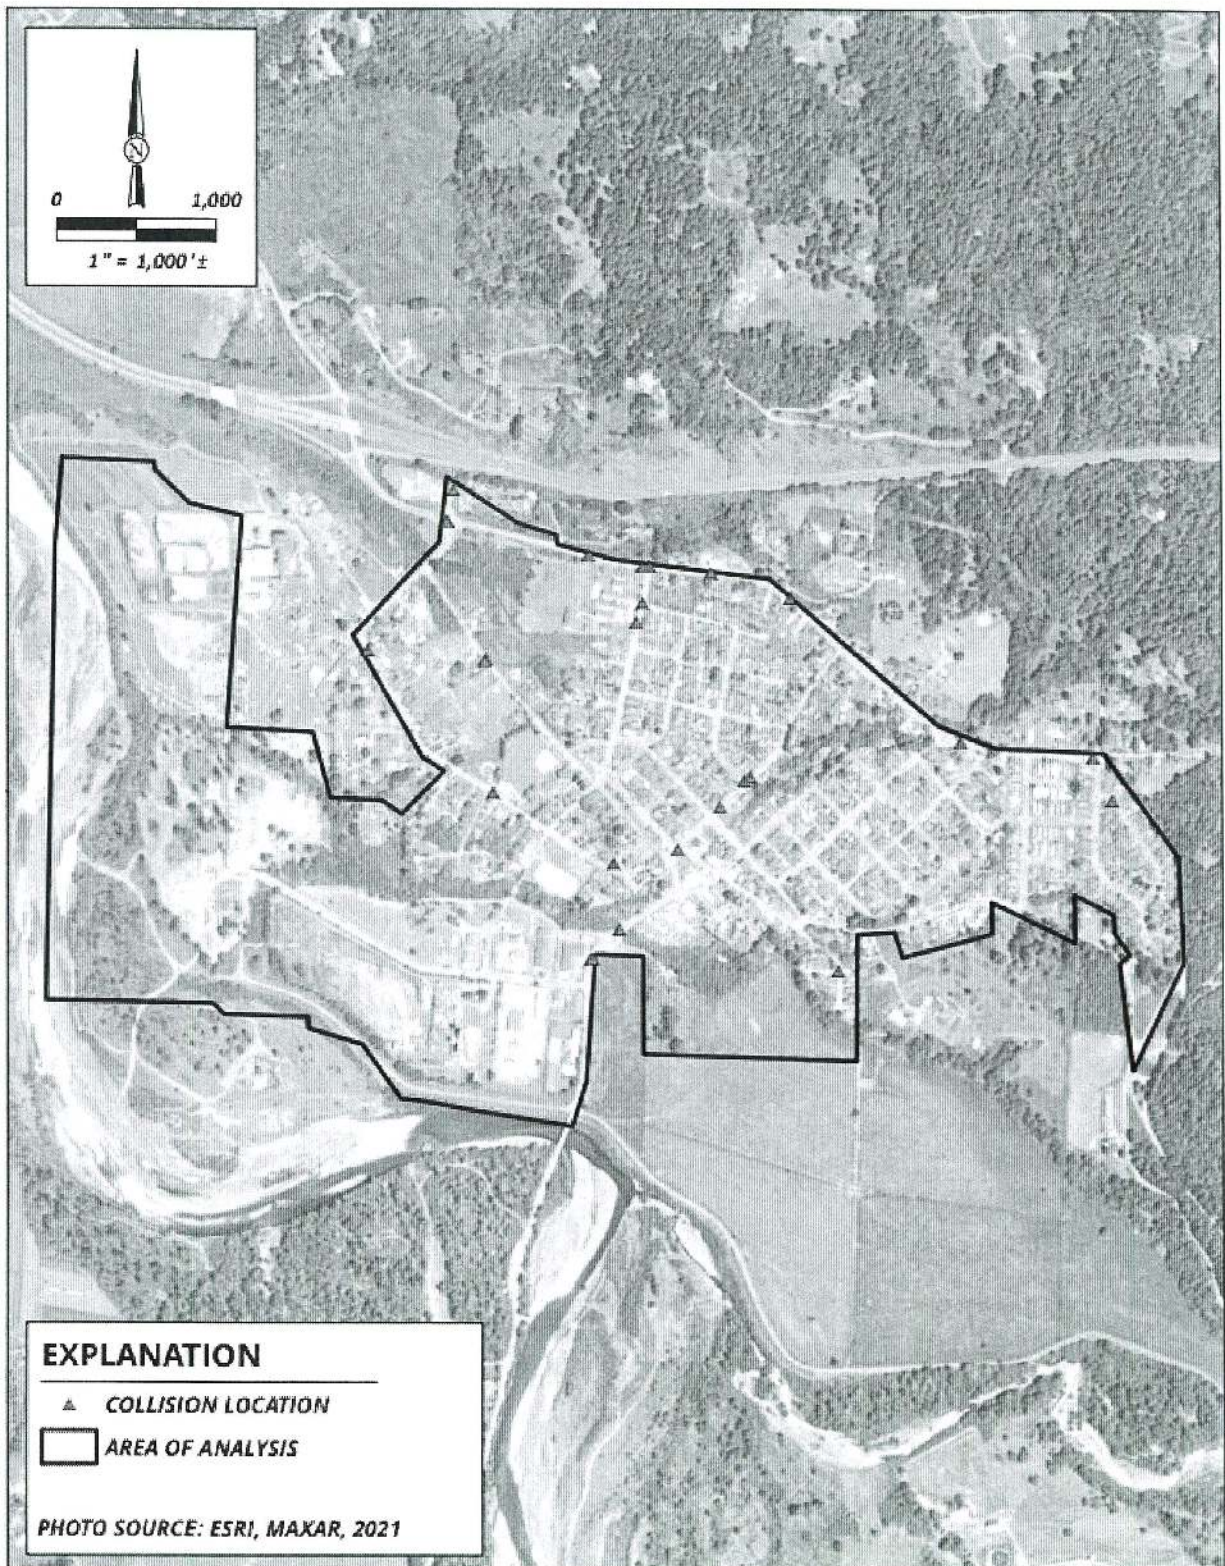 N
0 1,000
1" = 1,000'±
EXPLANATION
COLLISION LOCATION
AREA OF ANALYSIS
PHOTO SOURCE: ESRI, MAXAR, 2021